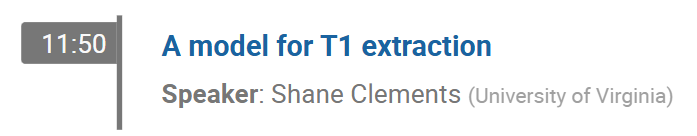 11:50 A model for T1 extraction
Speaker: Shane Clements (University of Virginia)